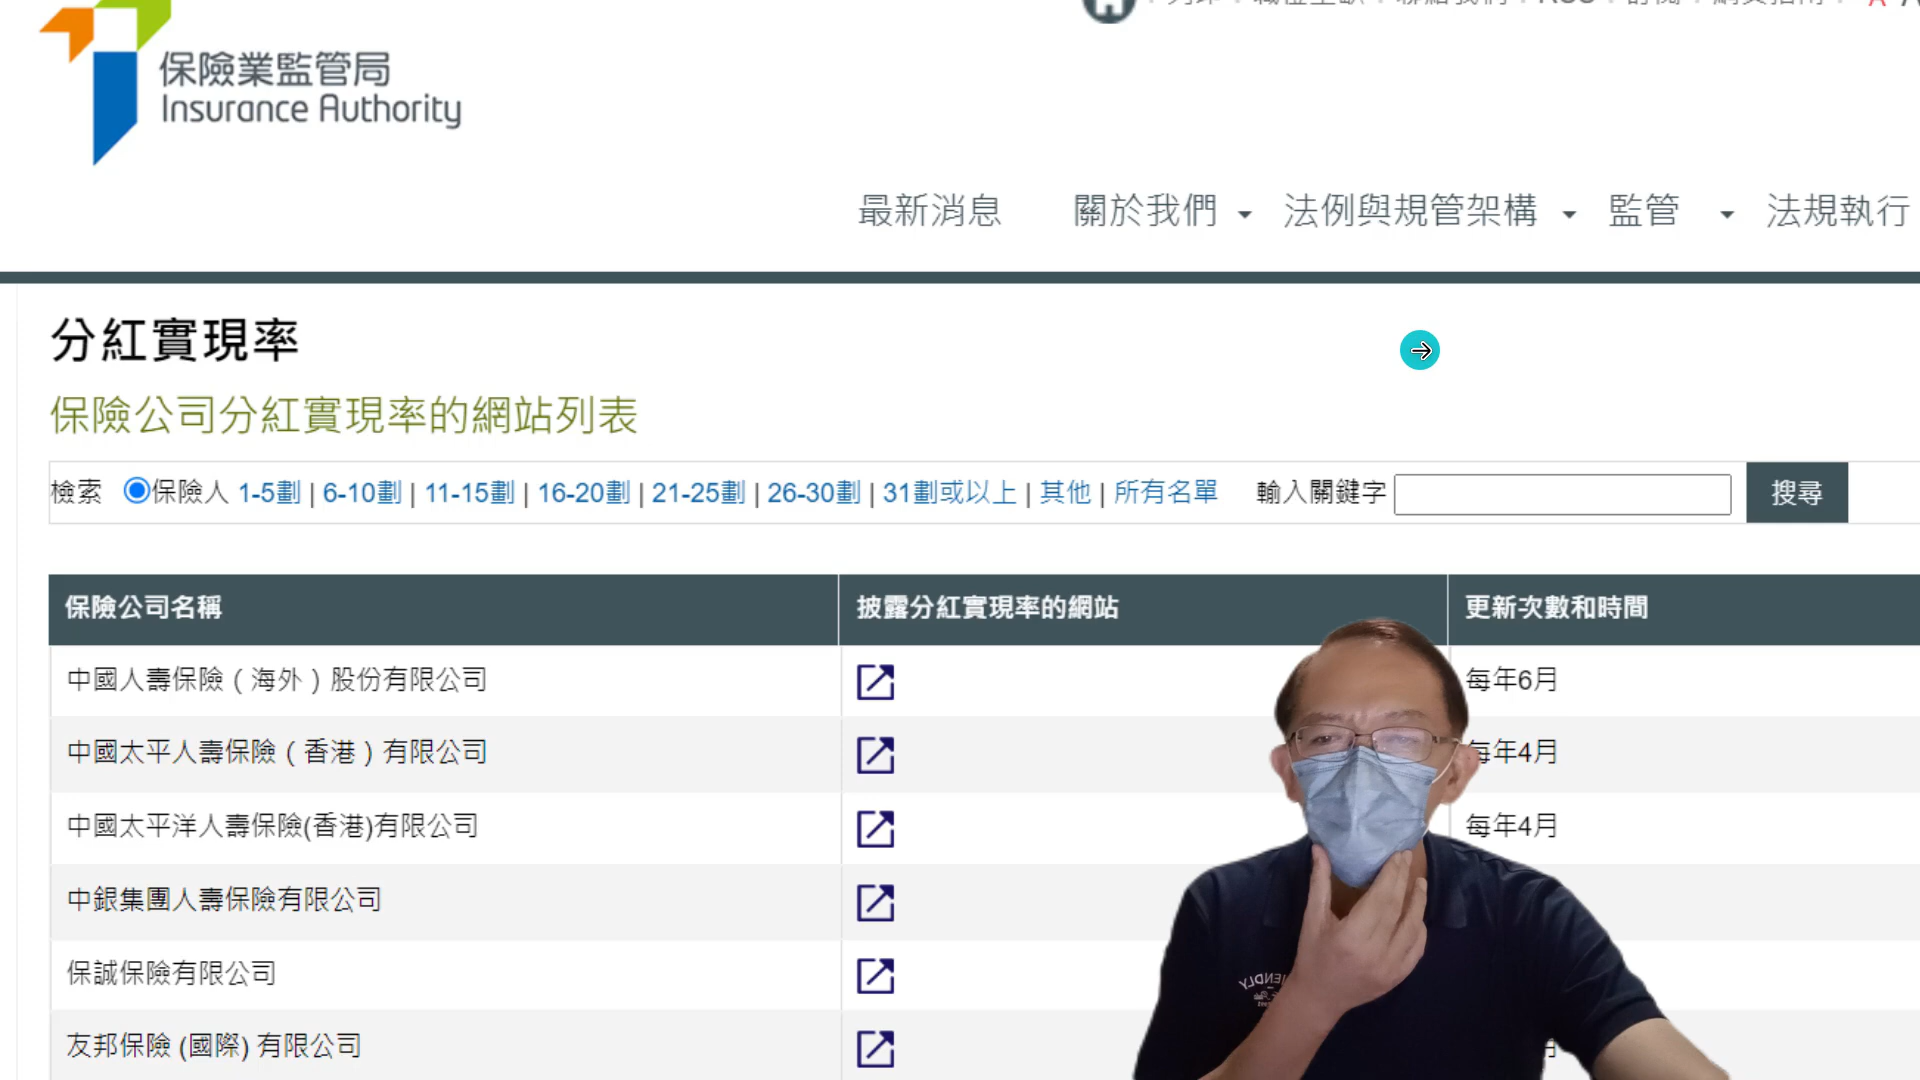 保險業監管局
Insurance Authority
最新消息 關於我們 法例與規管架構 監管 法規執行
分紅實現率
保險公司分紅實現率的網站列表
檢索 保險人 1-5劃 | 6-10劃 | 11-15劃 | 16-20劃 | 21-25劃 | 26-30劃 | 31劃或以上 | 其他 | 所有名單 輸入關鍵字 搜尋
保險公司名稱 披露分紅實現率的網站 更新次數和時間
中國人壽保險（海外）股份有限公司 每年6月
中國太平人壽保險（香港）有限公司 每年4月
中國太平洋人壽保險(香港)有限公司 每年4月
中銀集團人壽保險有限公司
保誠保險有限公司
友邦保險 (國際) 有限公司